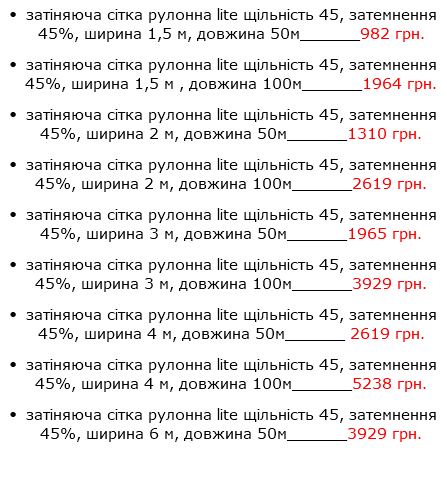 • затіняюча сітка рулонна lite щільність 45, затемнення
45%, ширина 1,5 м, довжина 50м_______982 грн.
• затіняюча сітка рулонна lite щільність 45, затемнення
45%, ширина 1,5 м , довжина 100м_______1964 грн.
• затіняюча сітка рулонна lite щільність 45, затемнення
45%, ширина 2 м, довжина 50м_______1310 грн.
• затіняюча сітка рулонна lite щільність 45, затемнення
45%, ширина 2 м, довжина 100м_______2619 грн.
• затіняюча сітка рулонна lite щільність 45, затемнення
45%, ширина 3 м, довжина 50м_______1965 грн.
• затіняюча сітка рулонна lite щільність 45, затемнення
45%, ширина 3 м, довжина 100м_______3929 грн.
• затіняюча сітка рулонна lite щільність 45, затемнення
45%, ширина 4 м, довжина 50м_______ 2619 грн.
• затіняюча сітка рулонна lite щільність 45, затемнення
45%, ширина 4 м, довжина 100м_______5238 грн.
• затіняюча сітка рулонна lite щільність 45, затемнення
45%, ширина 6 м, довжина 50м_______3929 грн.